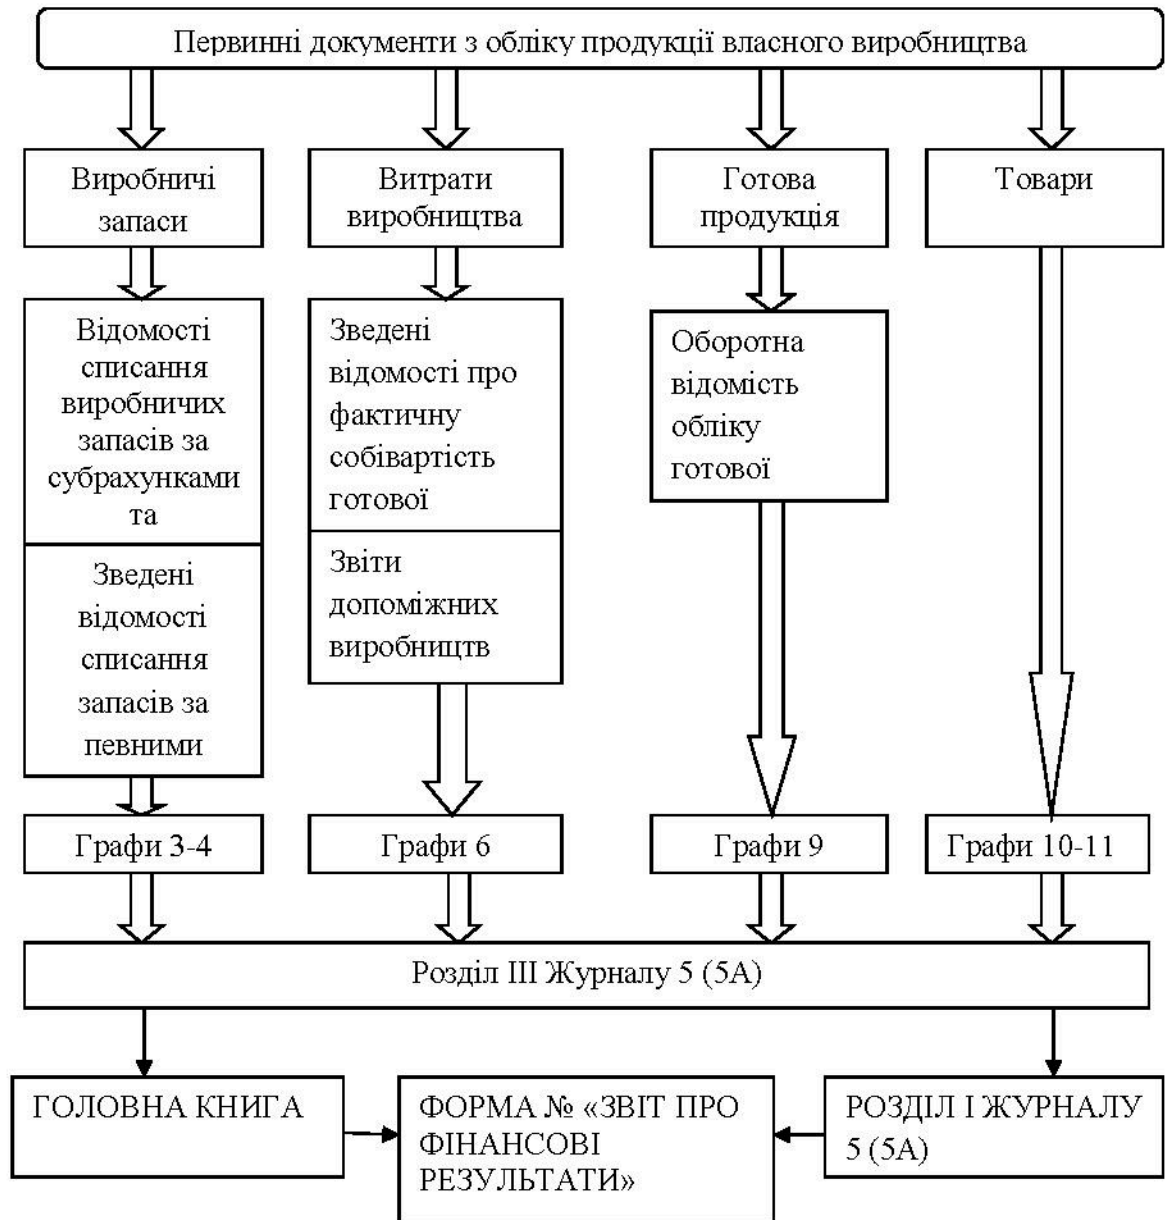 Первинні документи з обліку продукції власного виробництва
Виробничі
запаси
Витрати
виробництва
Готова
продукція
Товари
Відомості
списання
виробничих
запасів за
субрахунками
та
Зведені
відомості про
фактичну
собівартість
готової
Оборотна
відомість
обліку
готової
Зведені
відомості
списання
запасів за
певними
Звіти
допоміжних
виробництв
Графи 3-4
Графи 6
Графи 9
Графи 10-11
Розділ ІІІ Журналу 5 (5А)
ГОЛОВНА КНИГА
ФОРМА № «ЗВІТ ПРО
ФІНАНСОВІ
РЕЗУЛЬТАТИ»
РОЗДІЛ І ЖУРНАЛУ
5 (5А)